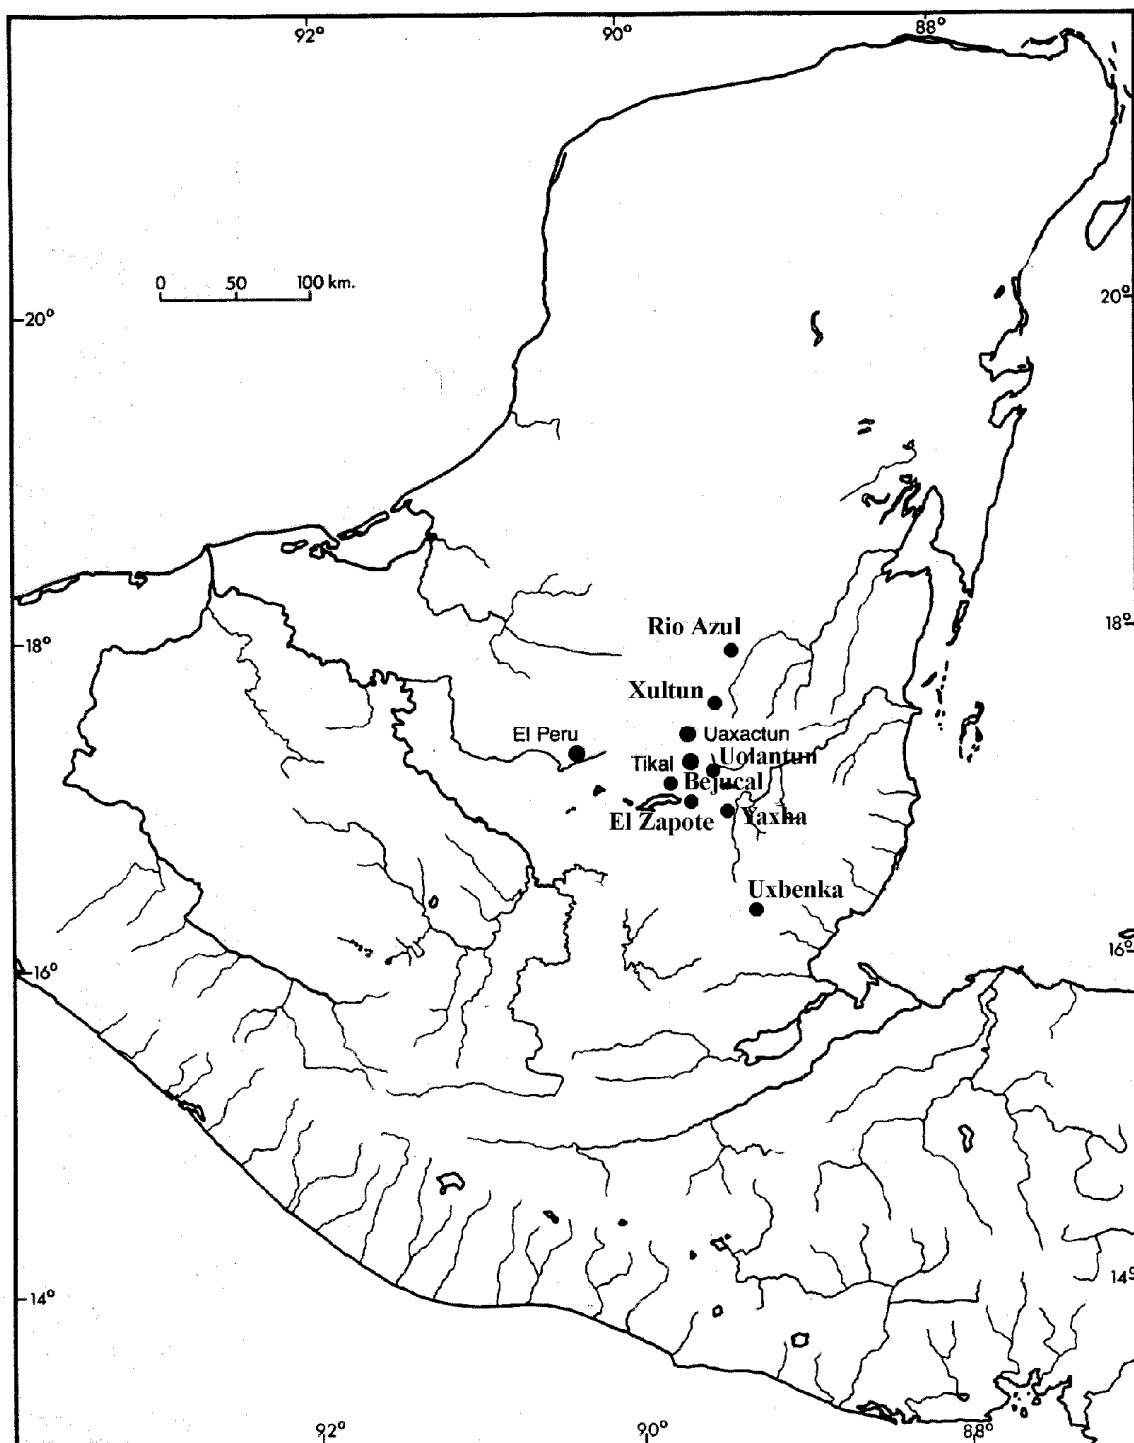 92° 90° 88°
0 50 100 km.
20° 20°
Rio Azul
18° 18°
Xultun
El Peru
Uaxactun
Tikal
Uolantun
Bejucal
El Zapote
Yaxha
Uxbenka
16° 16°
14° 14°
92° 90° 88°